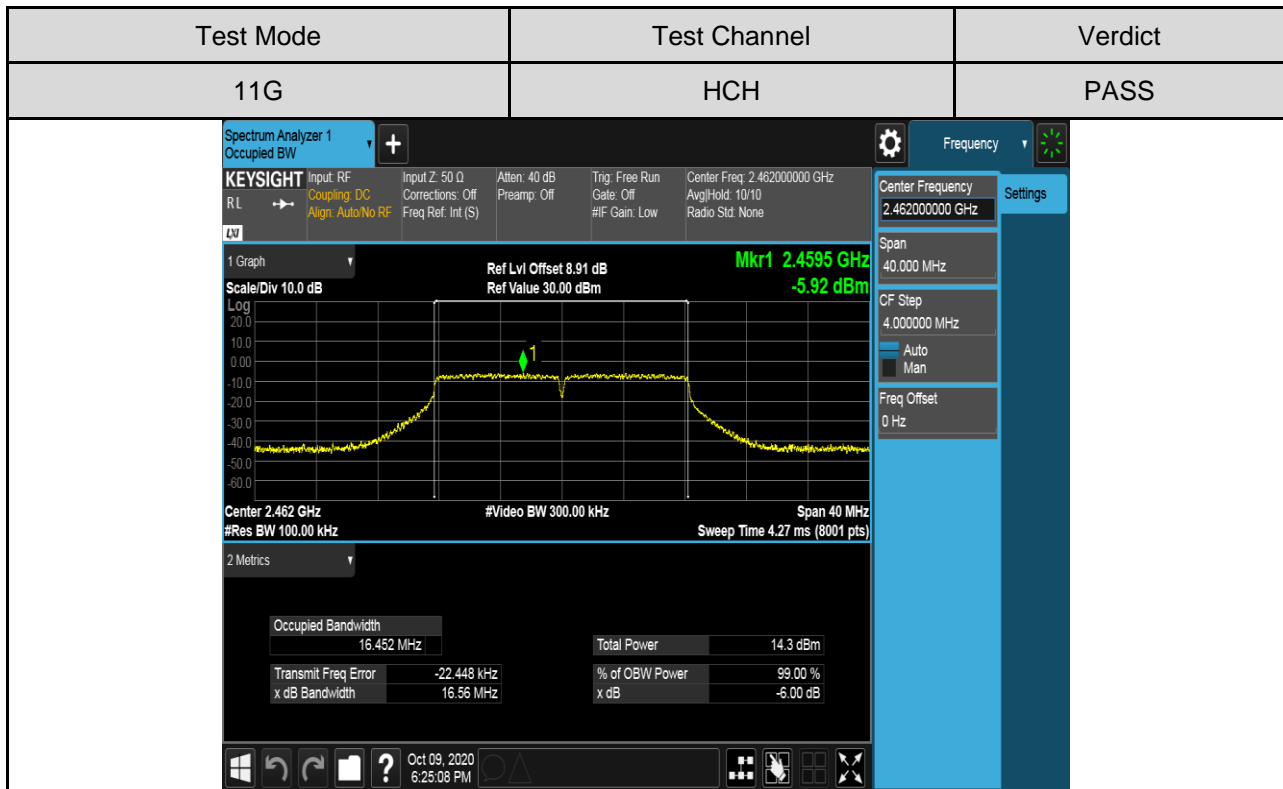 Test Mode Test Channel Verdict
11G HCH PASS
Spectrum Analyzer 1
Occupied BW
+
Frequency
KEYSIGHT Input: RF Input Z: 50 Ω Atten: 40 dB Trig: Free Run Center Freq: 2.462000000 GHz
RL Coupling: DC Corrections: Off Preamp: Off Gate: Off Avg|Hold: 10/10
Align: Auto/No RF Freq Ref: Int (S) #IF Gain: Low Radio Std: None
LXI
Center Frequency
2.462000000 GHz
Settings
Span
40.000 MHz
CF Step
4.000000 MHz
Auto
Man
Freq Offset
0 Hz
1 Graph
Ref Lvl Offset 8.91 dB
Mkr1 2.4595 GHz
Scale/Div 10.0 dB Ref Value 30.00 dBm -5.92 dBm
Log
20.0
10.0
0.00
-10.0
-20.0
-30.0
-40.0
-50.0
-60.0
1
Center 2.462 GHz #Video BW 300.00 kHz Span 40 MHz
#Res BW 100.00 kHz Sweep Time 4.27 ms (8001 pts)
2 Metrics
Occupied Bandwidth
16.452 MHz
Total Power 14.3 dBm
Transmit Freq Error -22.448 kHz % of OBW Power 99.00 %
x dB Bandwidth 16.56 MHz x dB -6.00 dB
?
Oct 09, 2020
6:25:08 PM